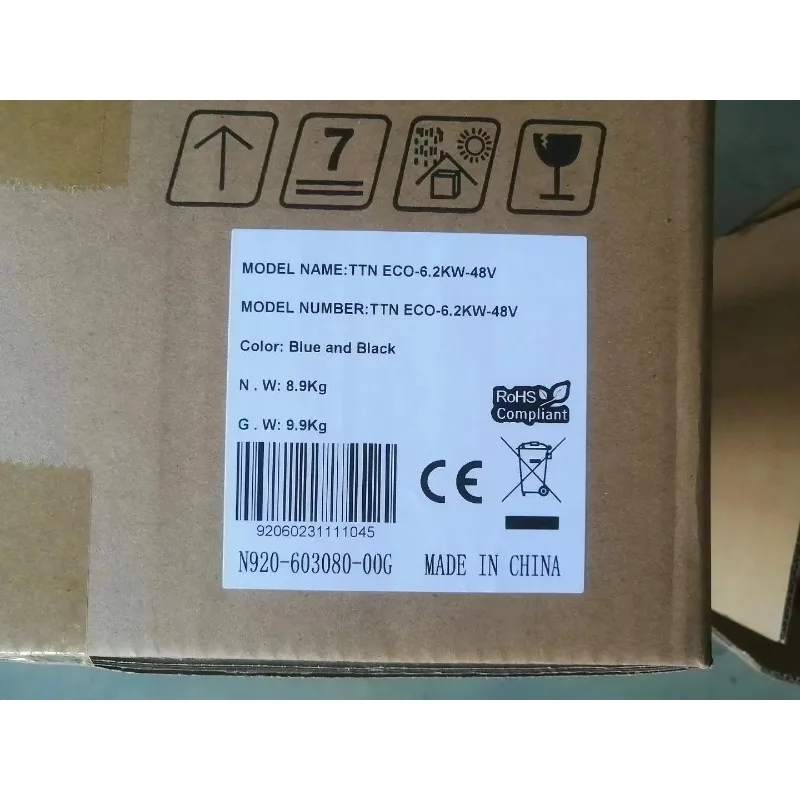 7
MODEL NAME:TTN ECO-6.2KW-48V
MODEL NUMBER:TTN ECO-6.2KW-48V
Color: Blue and Black
N . W: 8.9Kg
G . W: 9.9Kg
RoHS
Compliant
CE
92060231111045
N920-603080-00G MADE IN CHINA